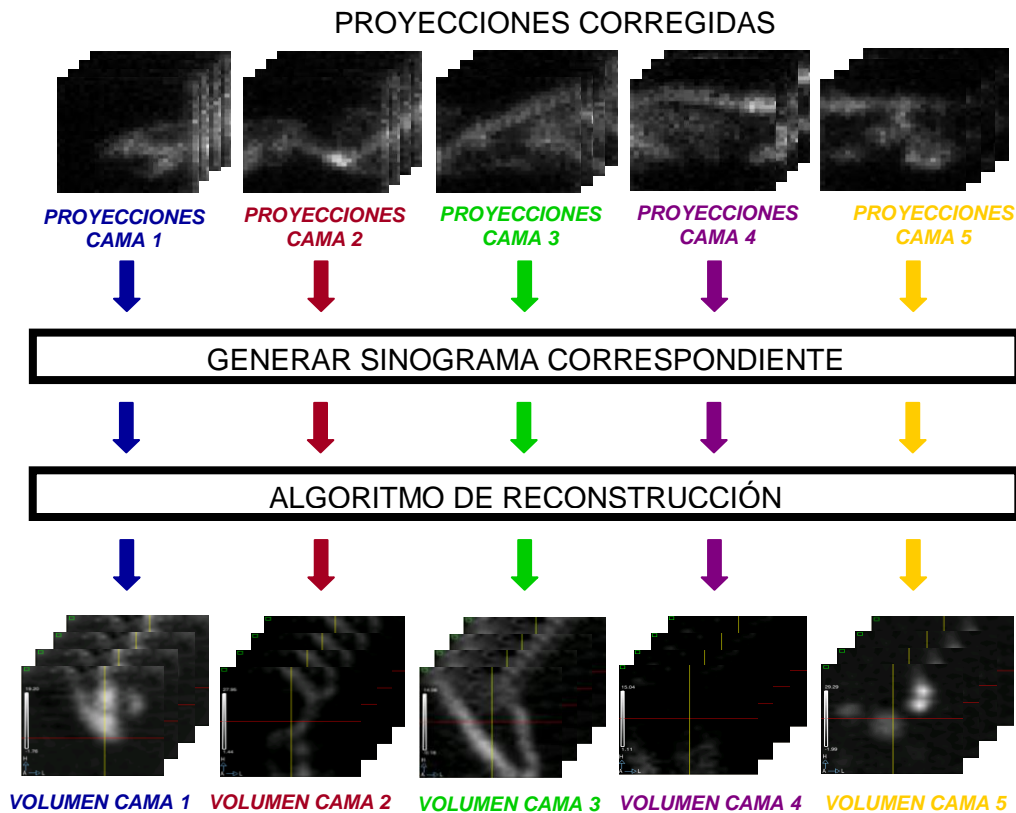 PROYECCIONES CORREGIDAS
PROYECCIONES CAMA 1
PROYECCIONES CAMA 2
PROYECCIONES CAMA 3
PROYECCIONES CAMA 4
PROYECCIONES CAMA 5
GENERAR SINOGRAMA CORRESPONDIENTE
ALGORITMO DE RECONSTRUCCIÓN
VOLUMEN CAMA 1
VOLUMEN CAMA 2
VOLUMEN CAMA 3
VOLUMEN CAMA 4
VOLUMEN CAMA 5